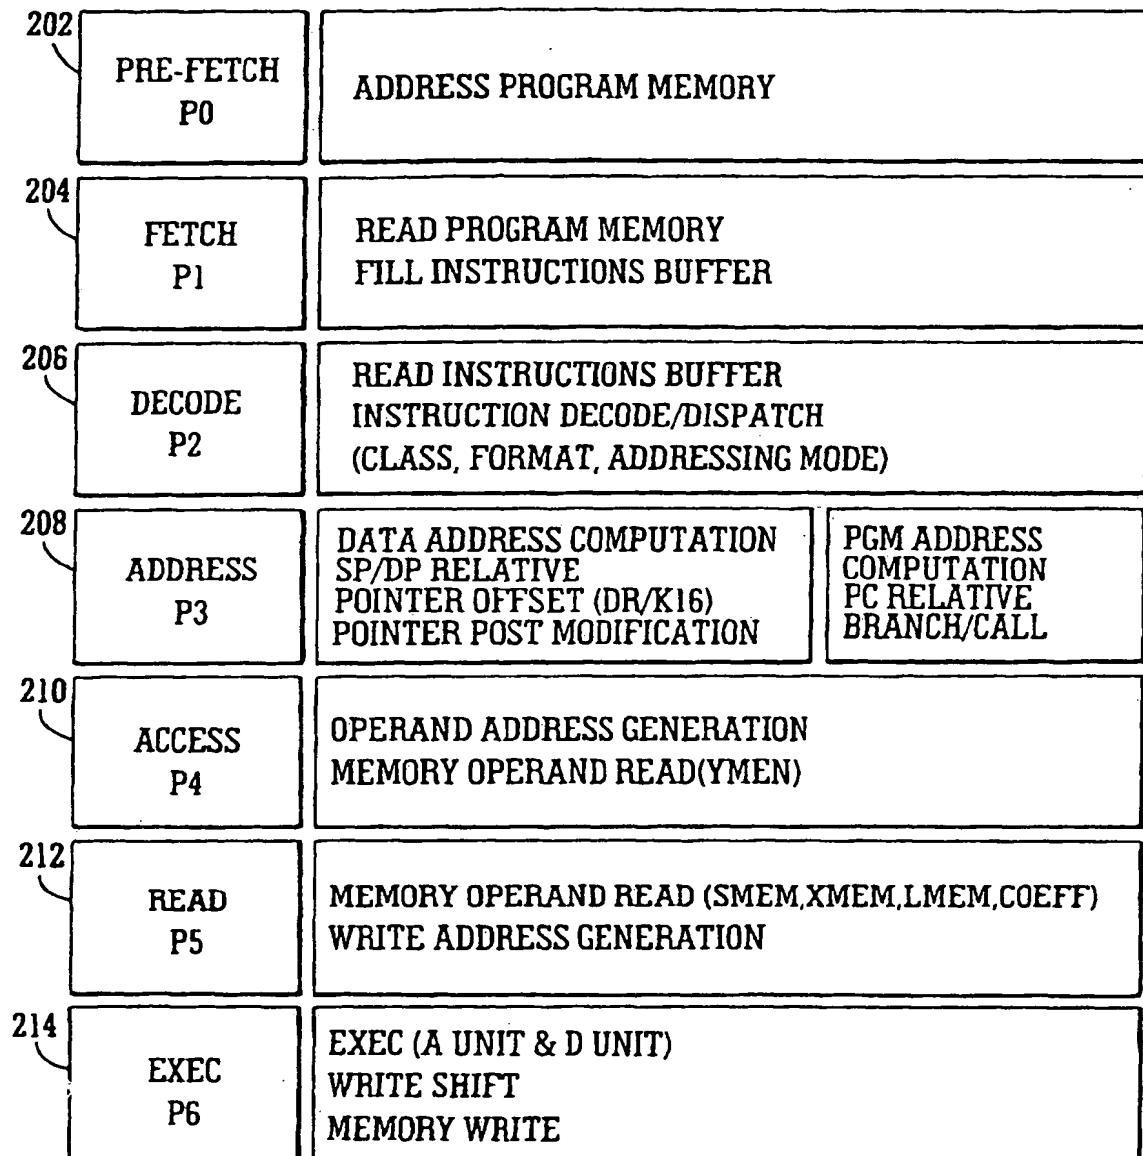 202
PRE-FETCH
P0
ADDRESS PROGRAM MEMORY
204
FETCH
P1
READ PROGRAM MEMORY
FILL INSTRUCTIONS BUFFER
206
DECODE
P2
READ INSTRUCTIONS BUFFER
INSTRUCTION DECODE/DISPATCH
(CLASS, FORMAT, ADDRESSING MODE)
208
ADDRESS
P3
DATA ADDRESS COMPUTATION
SP/DP RELATIVE
POINTER OFFSET (DR/K16)
POINTER POST MODIFICATION
PGM ADDRESS
COMPUTATION
PC RELATIVE
BRANCH/CALL
210
ACCESS
P4
OPERAND ADDRESS GENERATION
MEMORY OPERAND READ(YMEN)
212
READ
P5
MEMORY OPERAND READ (SMEM,XMEM,LMEM,COEFF)
WRITE ADDRESS GENERATION
214
EXEC
P6
EXEC (A UNIT & D UNIT)
WRITE SHIFT
MEMORY WRITE